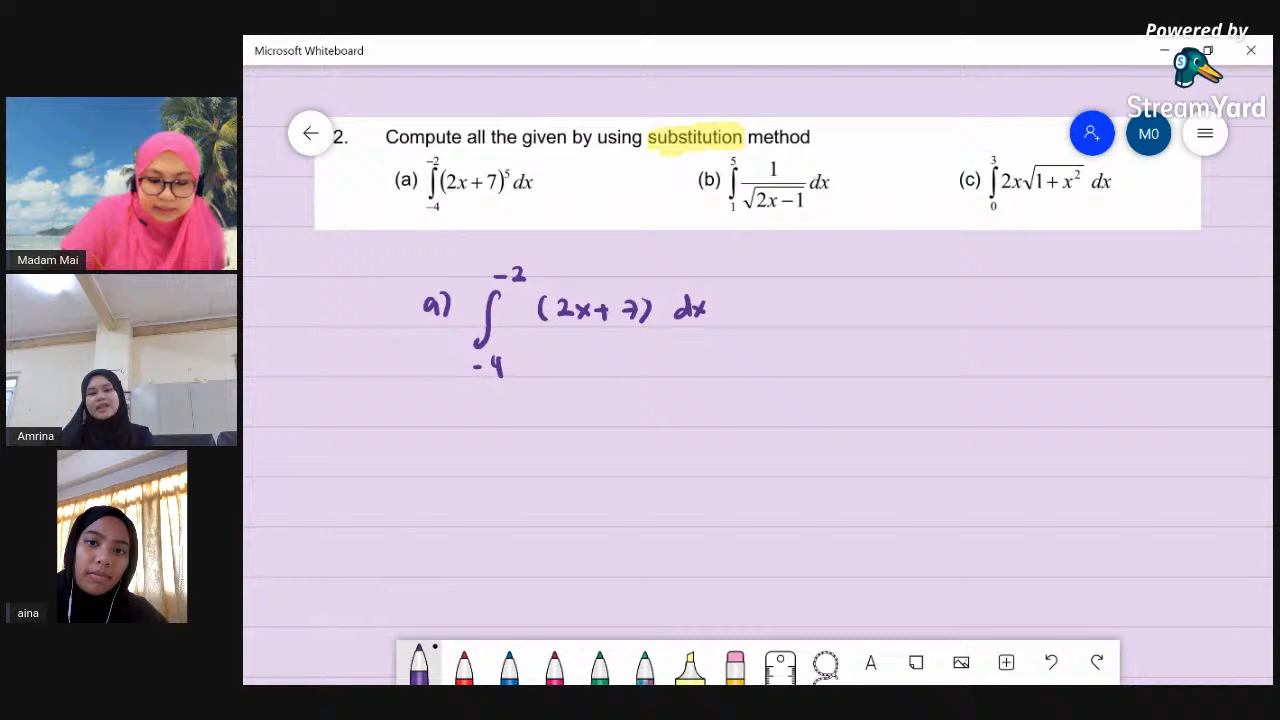 Powered by
StreamYard
Microsoft Whiteboard
2. Compute all the given by using substitution method
(a) ∫_{-4}^{-2} (2x+7)^5 dx (b) ∫_{1}^{5} 1/√(2x−1) dx (c) ∫_{0}^{3} 2x√(1+x^2) dx
M0
a) ∫_{-4}^{-2} (2x+7) dx
Madam Mai
Amrina
aina
A